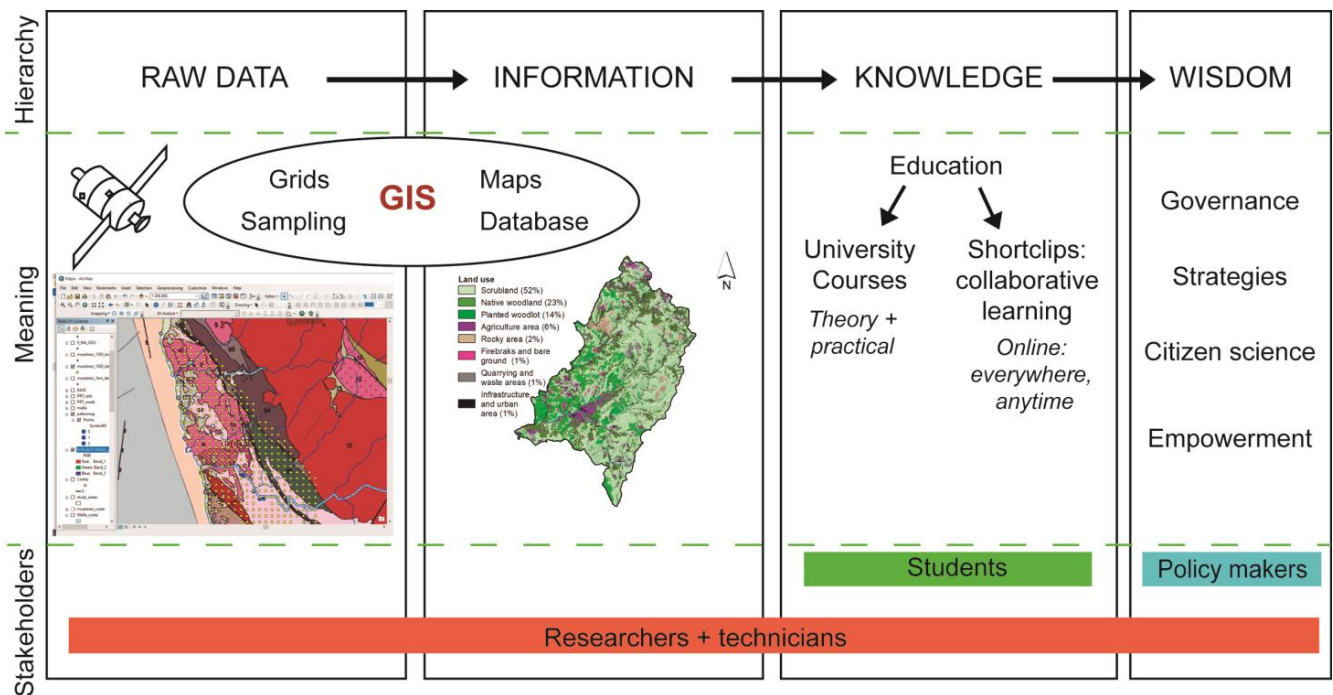 Hierarchy
RAW DATA
INFORMATION
KNOWLEDGE
WISDOM
Meaning
Grids
Sampling
GIS
Maps
Database
Land use
Scrubland (52%)
Native woodland (23%)
Planted woodlot (14%)
Agriculture area (6%)
Rocky area (2%)
Firebraks and bare
ground (1%)
Quarrying and
waste areas (1%)
Infrastructure
and urban
area (1%)
N
Education
University
Courses
Theory +
practical
Shortclips:
collaborative
learning
Online:
everywhere,
anytime
Governance
Strategies
Citizen science
Empowerment
Stakeholders
Students
Policy makers
Researchers + technicians